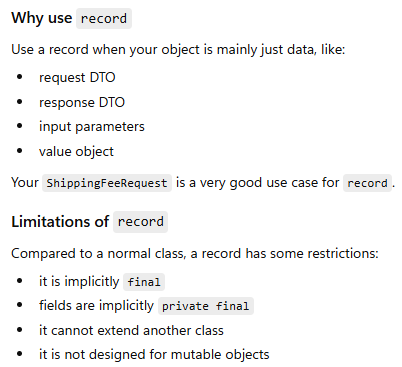 Why use record
Use a record when your object is mainly just data, like:
• request DTO
• response DTO
• input parameters
• value object
Your ShippingFeeRequest is a very good use case for record.
Limitations of record
Compared to a normal class, a record has some restrictions:
• it is implicitly final
• fields are implicitly private final
• it cannot extend another class
• it is not designed for mutable objects